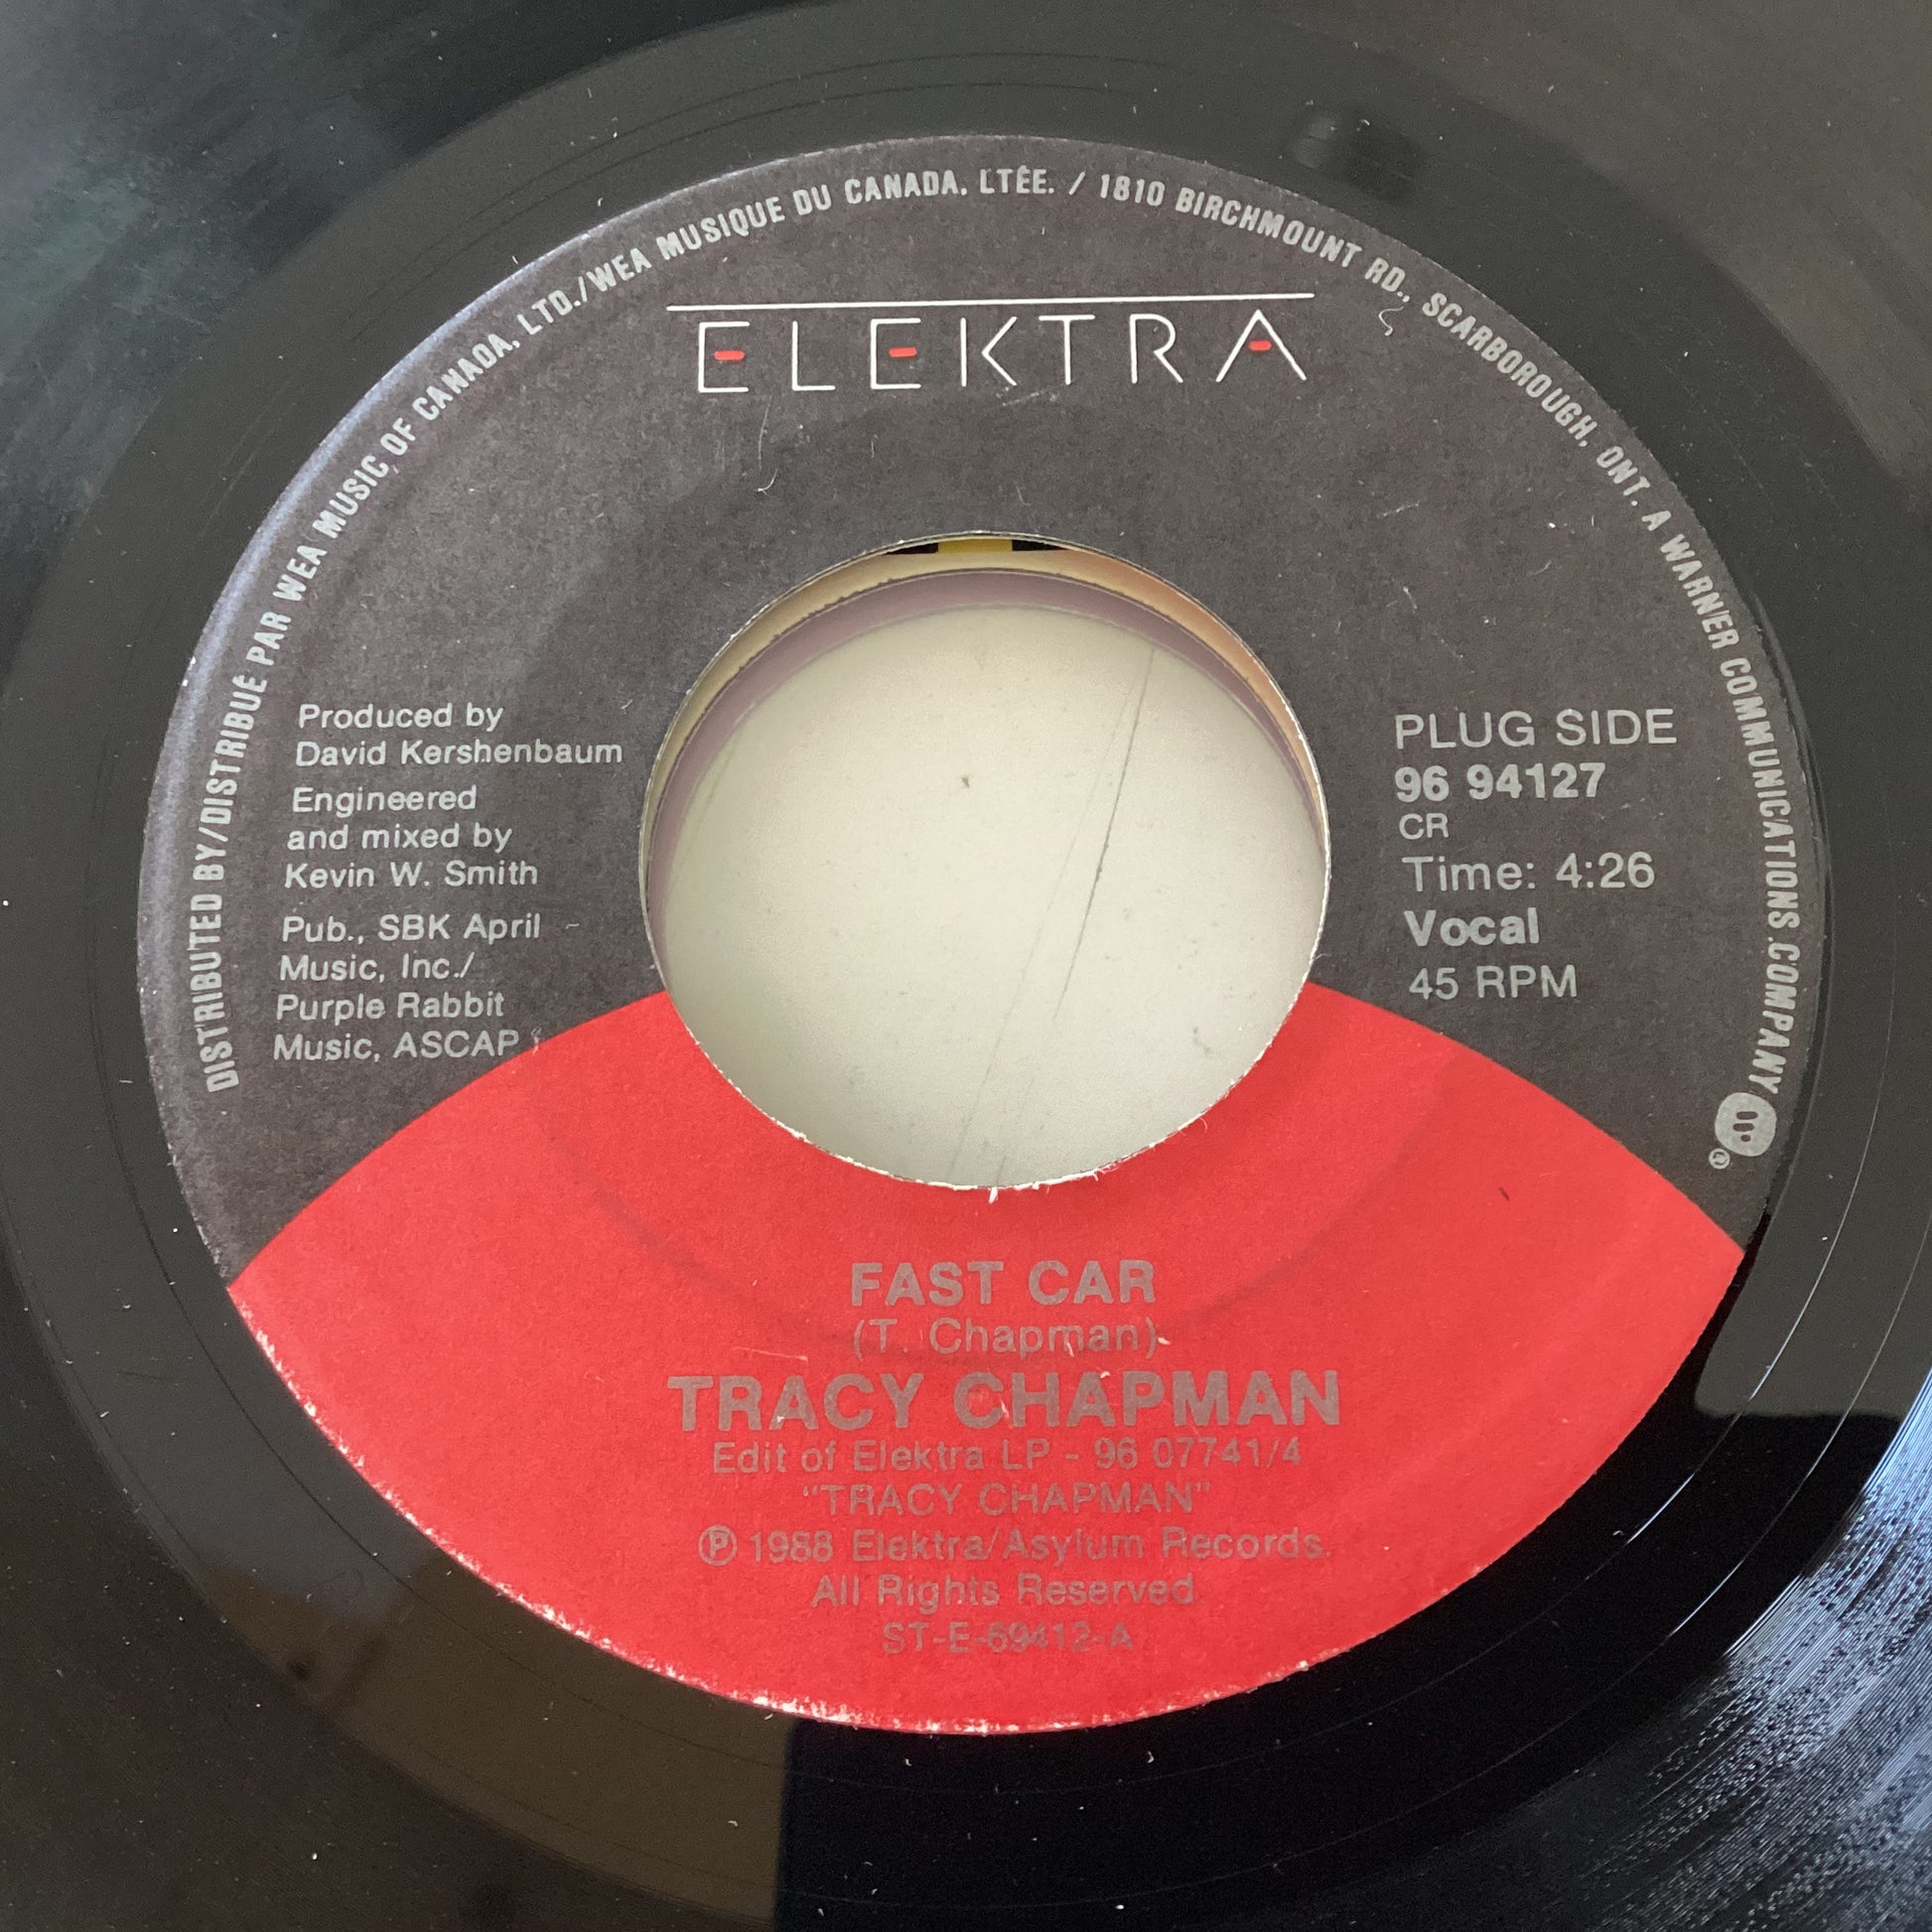 DISTRIBUTED BY/DISTRIBUÉ PAR WEA MUSIC OF CANADA, LTD./WEA MUSIQUE DU CANADA, LTÉE. / 1810 BIRCHMOUNT RD., SCARBOROUGH, ONT. A WARNER COMMUNICATIONS COMPANY
ELEKTRA
Produced by
David Kershenbaum
Engineered
and mixed by
Kevin W. Smith
Pub., SBK April
Music, Inc./
Purple Rabbit
Music, ASCAP
PLUG SIDE
96 94127
CR
Time: 4:26
Vocal
45 RPM
FAST CAR
(T. Chapman)
TRACY CHAPMAN
Edit of Elektra LP - 96 07741/4
"TRACY CHAPMAN"
Ⓟ 1988 Elektra/Asylum Records.
All Rights Reserved
ST-E-69412-A